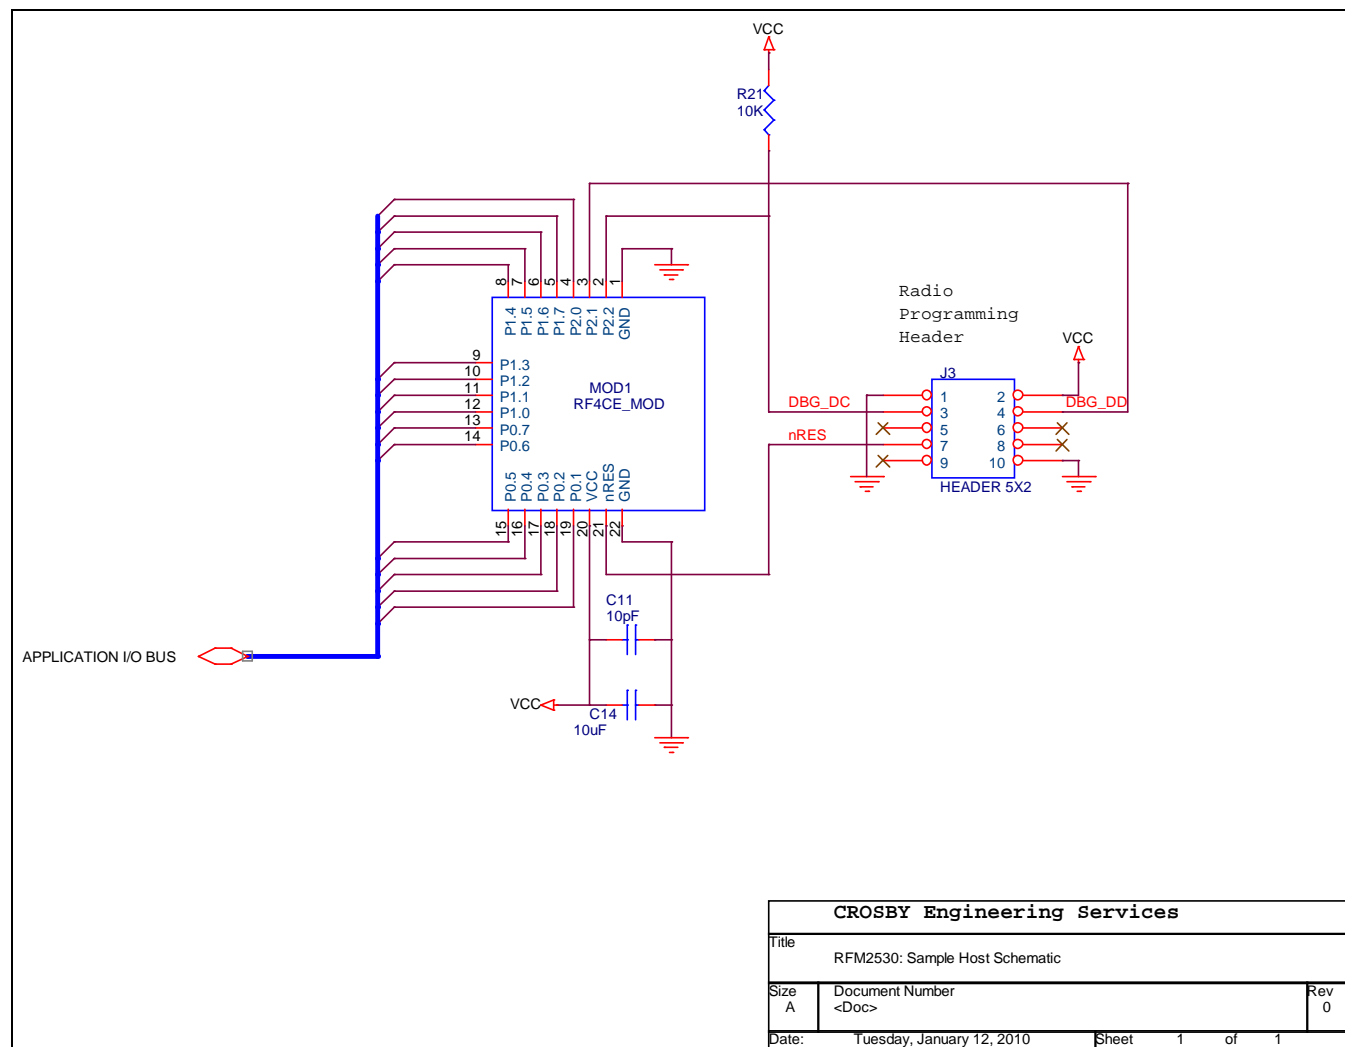 VCC
R21
10K
8
7
6
5
4
3
2
1
P1.4
P1.5
P1.6
P1.7
P2.0
P2.1
P2.2
GND
9
10
11
12
13
14
P1.3
P1.2
P1.1
P1.0
P0.7
P0.6
MOD1
RF4CE_MOD
P0.5
P0.4
P0.3
P0.2
P0.1
VCC
nRES
GND
15
16
17
18
19
20
21
22
Radio
Programming
Header
VCC
J3
DBG_DC
DBG_DD
nRES
1 2
3 4
5 6
7 8
9 10
HEADER 5X2
C11
10pF
APPLICATION I/O BUS
VCC
C14
10uF
CROSBY Engineering Services
Title
RFM2530: Sample Host Schematic
Size
A
Document Number
<Doc>
Rev
0
Date: Tuesday, January 12, 2010 Sheet 1 of 1